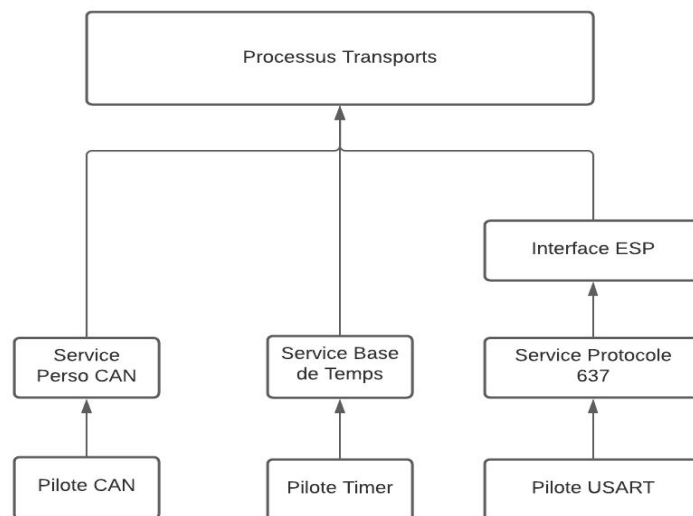 Processus Transports
Interface ESP
Service
Perso CAN
Service Base
de Temps
Service Protocole
637
Pilote CAN
Pilote Timer
Pilote USART